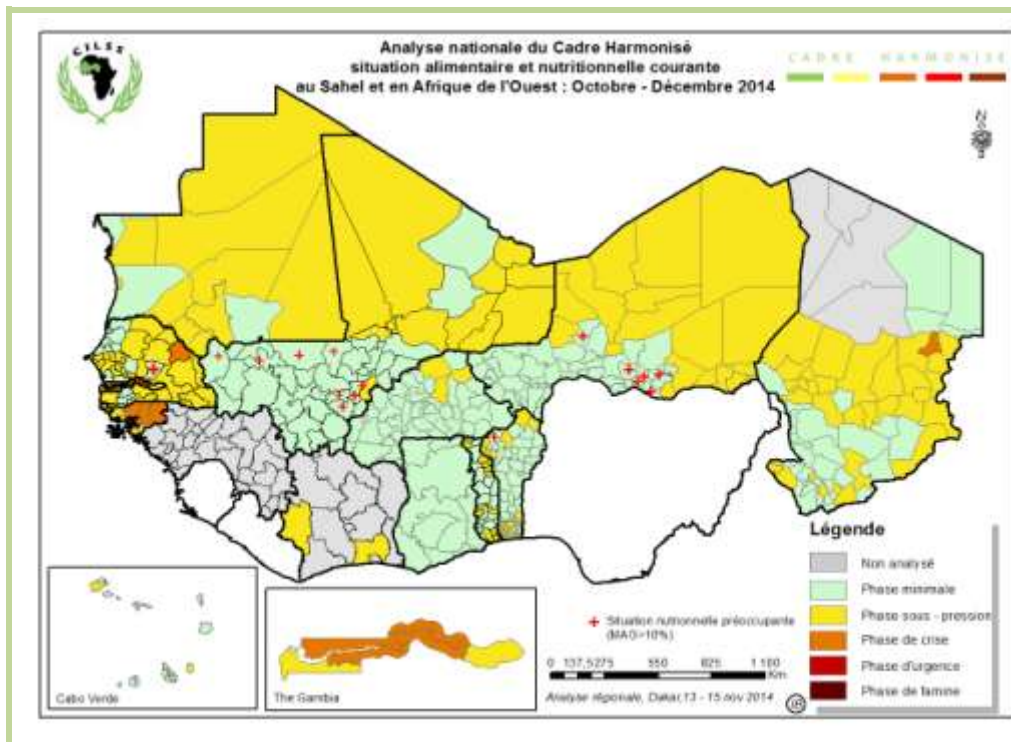 CILSS
Analyse nationale du Cadre Harmonisé
situation alimentaire et nutritionnelle courante
au Sahel et en Afrique de l'Ouest : Octobre - Décembre 2014
CADRE HARMONISE
N
Légende
Non analysé
Phase minimale
Phase sous - pression
Phase de crise
Phase d'urgence
Phase de famine
Situation nutritionnelle préoccupante
(MAG>10%)
0 137,5 275 550 825 1 100
Km
Analyse régionale, Dakar,13 - 15 nov 2014
Cabo Verde
The Gambia